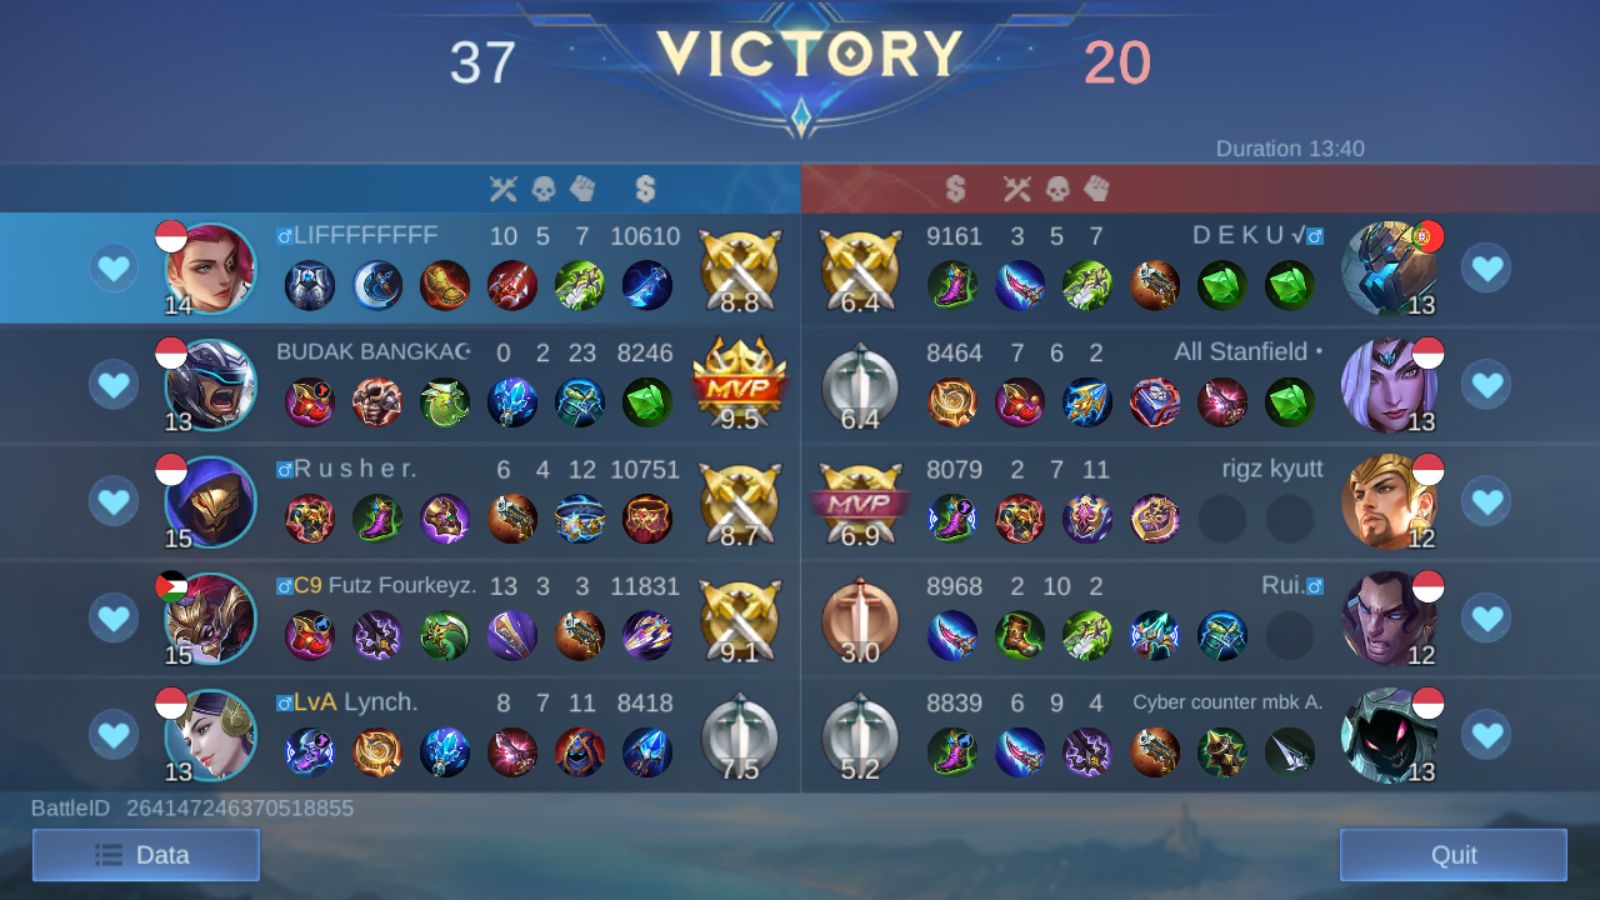 37 VICTORY 20
Duration 13:40
LIFFFFFFFF 10 5 7 10610
14 8.8
9161 3 5 7 D E K U √
6.4 13
BUDAK BANGKA☪ 0 2 23 8246
MVP
13 9.5
8464 7 6 2 All Stanfield •
6.4 13
R u s h e r. 6 4 12 10751
15 8.7
8079 2 7 11 rigz kyutt
MVP
6.9 12
C9 Futz Fourkeyz. 13 3 3 11831
15 9.1
8968 2 10 2 Rui.
3.0 12
LvA Lynch. 8 7 11 8418
13 7.5
8839 6 9 4 Cyber counter mbk A.
5.2 13
BattleID 264147246370518855
Data
Quit